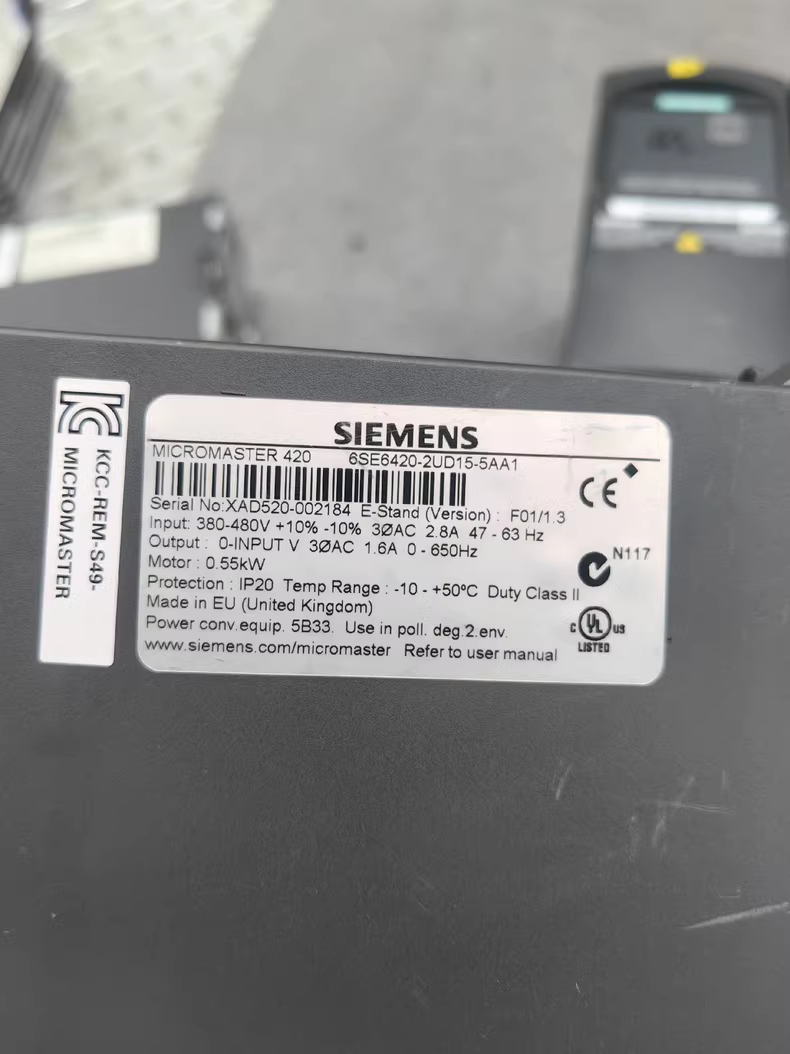 KCC-REM-S49-
MICROMASTER
SIEMENS
MICROMASTER 420 6SE6420-2UD15-5AA1
Serial No:XAD520-002184 E-Stand (Version) : F01/1.3
Input: 380-480V +10% -10% 3ØAC 2.8A 47 - 63 Hz
Output : 0-INPUT V 3ØAC 1.6A 0 - 650Hz
Motor : 0.55kW
Protection : IP20 Temp Range : -10 - +50ºC Duty Class II
Made in EU (United Kingdom)
Power conv.equip. 5B33. Use in poll. deg.2.env.
www.siemens.com/micromaster Refer to user manual
CE
N117
C UL US
LISTED